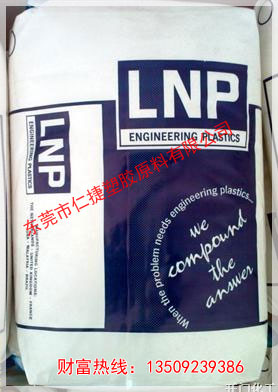 LNP
ENGINEERING PLASTICS
LNP
ENGINEERING PLASTICS
东莞市仁捷塑胶原料有限公司
When the problem needs engineering plastics...
we
compound
the
answer
财富热线：13509239386